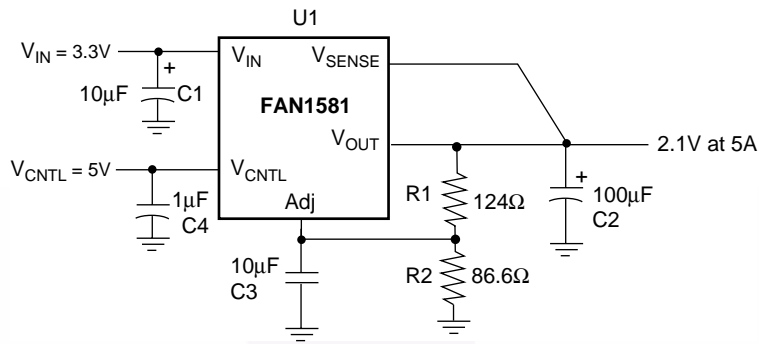 U1
VIN = 3.3V
VIN
VSENSE
+
10μF
C1
FAN1581
VOUT
2.1V at 5A
VCNTL = 5V
VCNTL
+
R1
124Ω
100μF
C2
1μF
C4
Adj
10μF
C3
R2
86.6Ω